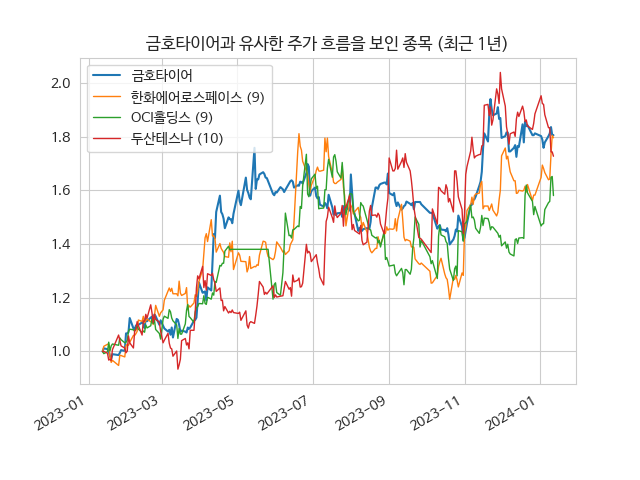 금호타이어과 유사한 주가 흐름을 보인 종목 (최근 1년)
금호타이어
한화에어로스페이스 (9)
OCI홀딩스 (9)
두산테스나 (10)
2.0
1.8
1.6
1.4
1.2
1.0
2023-01
2023-03
2023-05
2023-07
2023-09
2023-11
2024-01